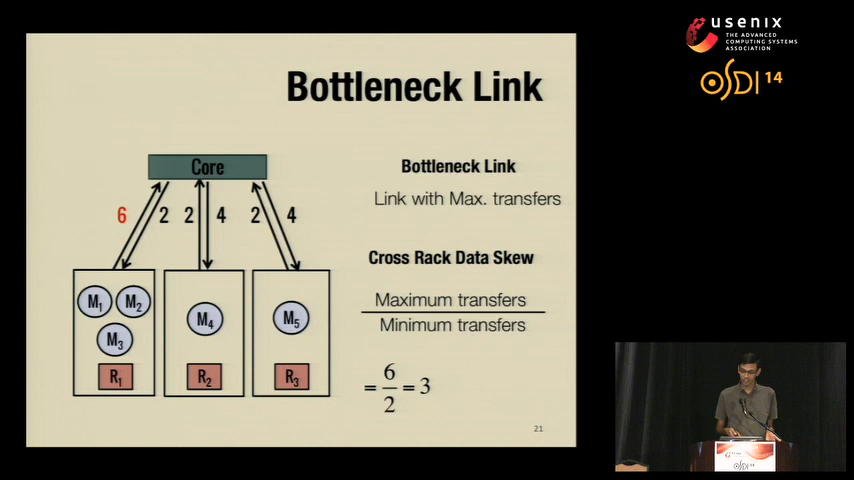 usenix
THE ADVANCED
COMPUTING SYSTEMS
ASSOCIATION
OSDI 14
Bottleneck Link
Core
6 2 2 4 2 4
M1 M2
M3
M4
M5
R1 R2 R3
Bottleneck Link
Link with Max. transfers
Cross Rack Data Skew
Maximum transfers
Minimum transfers
= 6/2 = 3
21